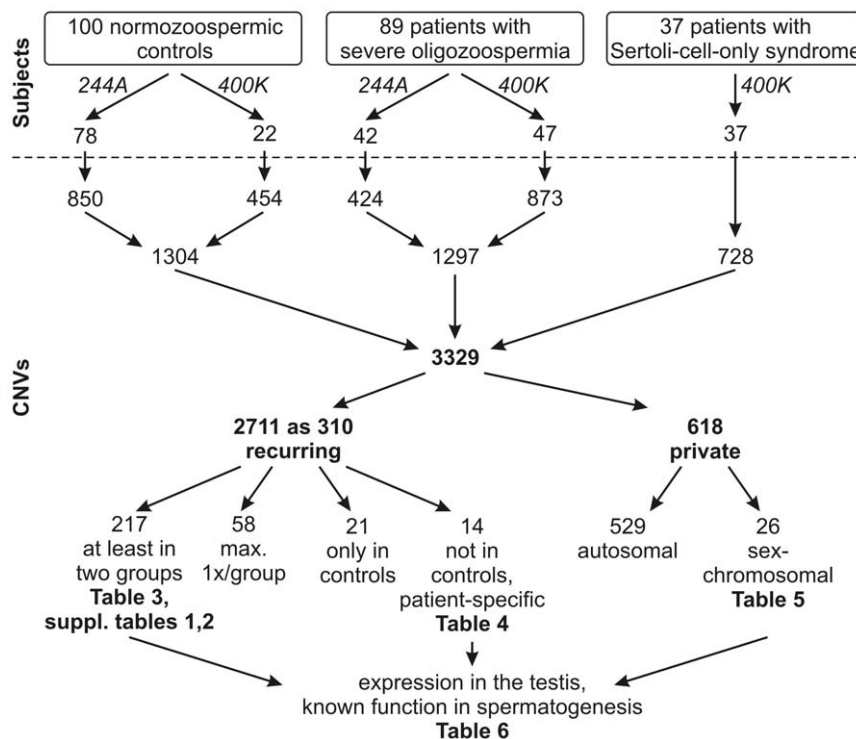 Subjects
100 normozoospermic
controls
89 patients with
severe oligozoospermia
37 patients with
Sertoli-cell-only syndrome
244A
400K
244A
400K
400K
78
22
42
47
37
CNVs
850
454
424
873
1304
1297
728
3329
2711 as 310
recurring
618
private
217
at least in
two groups
Table 3,
suppl. tables 1,2
58
max.
1x/group
21
only in
controls
14
not in
controls,
patient-specific
Table 4
529
autosomal
26
sex-
chromosomal
Table 5
expression in the testis,
known function in spermatogenesis
Table 6